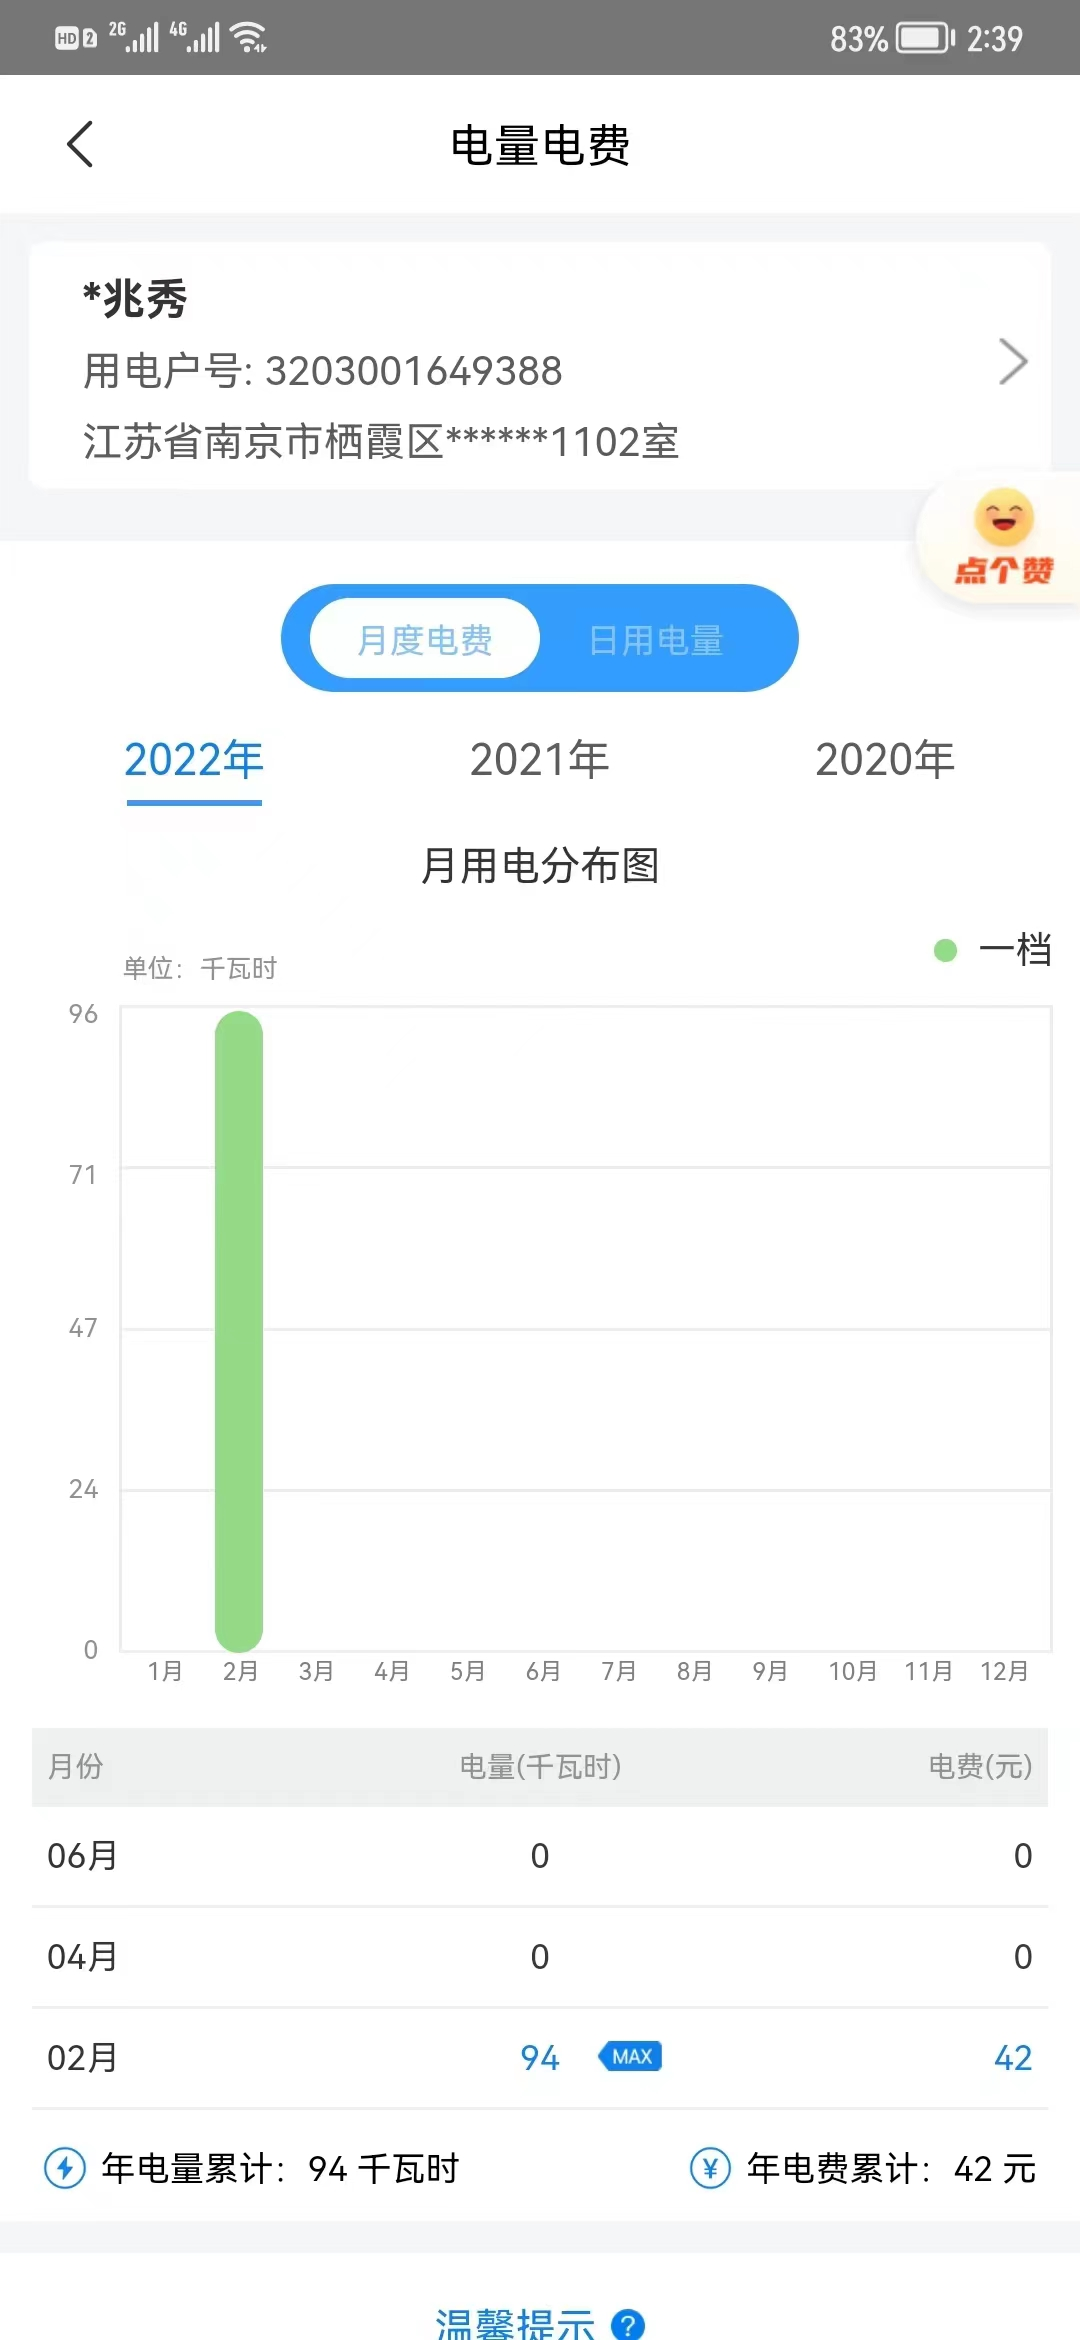 HD 2 2G 4G 83% 2:39
电量电费
*兆秀
用电户号: 3203001649388
江苏省南京市栖霞区******1102室
点个赞
月度电费 日用电量
2022年 2021年 2020年
月用电分布图
一档
单位：千瓦时
96
71
47
24
0
1月 2月 3月 4月 5月 6月 7月 8月 9月 10月 11月 12月
月份 电量(千瓦时) 电费(元)
06月 0 0
04月 0 0
02月 94 MAX 42
年电量累计：94 千瓦时 ¥ 年电费累计：42 元
温馨提示 ?